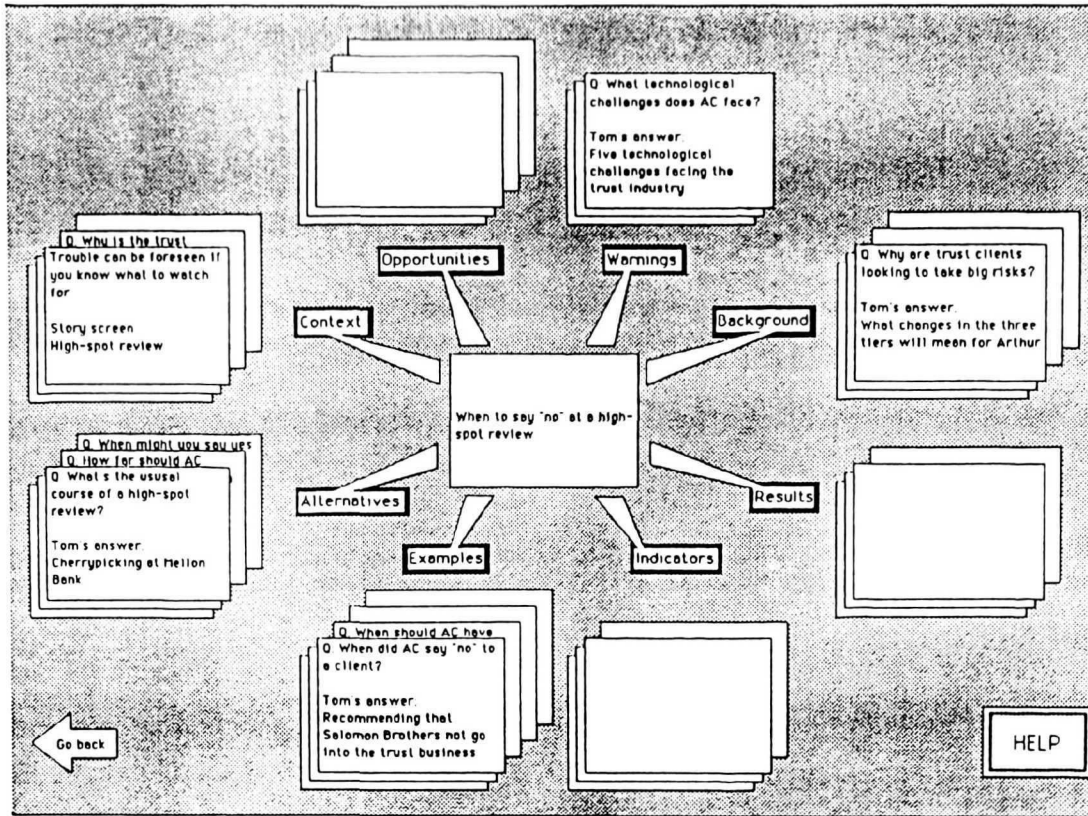 Q What technological
challenges does AC face?
Tom's answer.
Five technological
challenges facing the
trust industry
Opportunities
Warnings
Q. Why is the trust
Trouble can be foreseen if
you know what to watch
for
Story screen
High-spot review
Context
Background
Q Why are trust clients
looking to take big risks?
Tom's answer.
What changes in the three
tiers will mean for Arthur
When to say "no" at a high-
spot review
Q. When might you say yes
Q. How far should AC
Q What's the ususal
course of a high-spot
review?
Tom's answer.
Cherrypicking at Mellon
Bank
Alternatives
Results
Examples
Indicators
Q. When should AC have
Q. When did AC say "no" to
a client?
Tom's answer.
Recommending that
Salomon Brothers not go
into the trust business
Go back
HELP